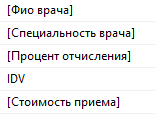 [Фио врача]
[Специальность врача]
[Процент отчисления]
IDV
[Стоимость приема]